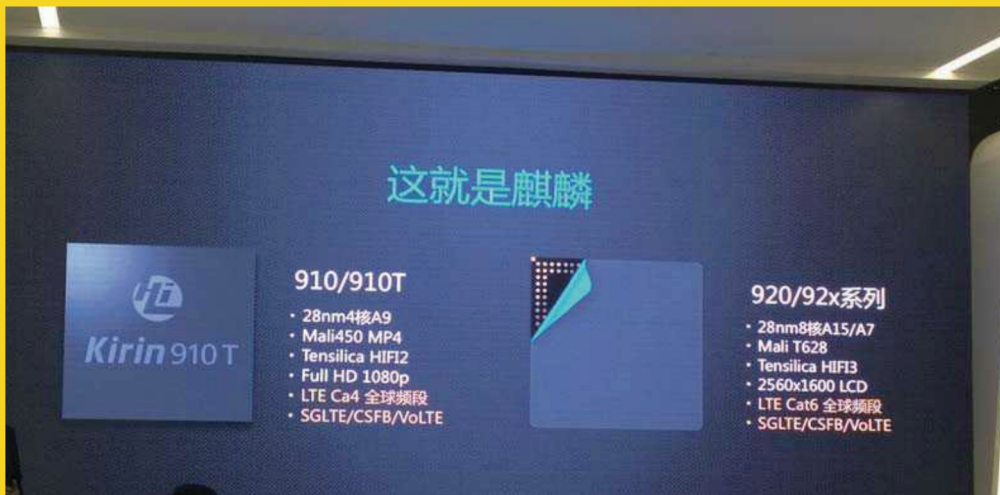 这就是麒麟
Kirin 910 T
910/910T
· 28nm4核A9
· Mali450 MP4
· Tensilica HIFI2
· Full HD 1080p
· LTE Ca4 全球频段
· SGLTE/CSFB/VoLTE
920/92x系列
· 28nm8核A15/A7
· Mali T628
· Tensilica HIFI3
· 2560x1600 LCD
· LTE Cat6 全球频段
· SGLTE/CSFB/VoLTE